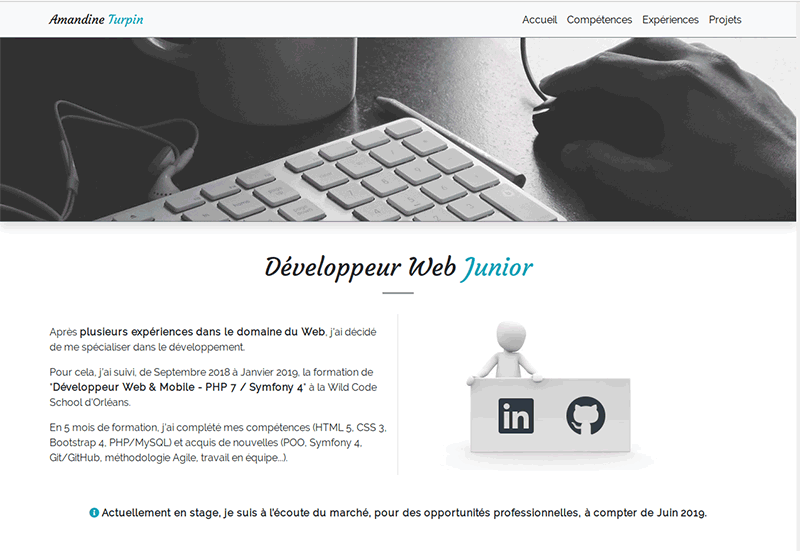 Amandine Turpin
Accueil Compétences Expériences Projets
Développeur Web Junior
Après plusieurs expériences dans le domaine du Web, j'ai décidé
de me spécialiser dans le développement.
Pour cela, j'ai suivi, de Septembre 2018 à Janvier 2019, la formation de
"Développeur Web & Mobile - PHP 7 / Symfony 4" à la Wild Code
School d'Orléans.
En 5 mois de formation, j'ai complété mes compétences (HTML 5, CSS 3,
Bootstrap 4, PHP/MySQL) et acquis de nouvelles (POO, Symfony 4,
Git/GitHub, méthodologie Agile, travail en équipe...).
in
Actuellement en stage, je suis à l'écoute du marché, pour des opportunités professionnelles, à compter de Juin 2019.